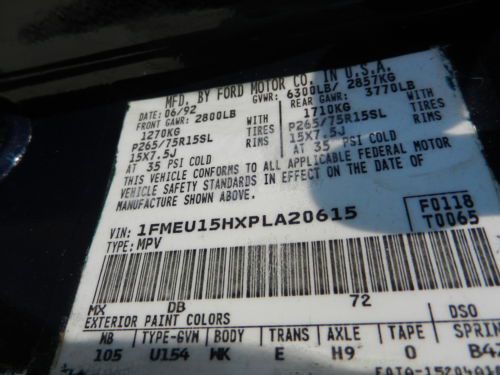 MFD. BY FORD MOTOR CO. IN U.S.A.
DATE: 06/92 GVWR: 6300LB/ 2857KG
FRONT GAWR: 2800LB REAR GAWR: 3770LB
1270KG WITH 1710KG WITH
P265/75R15SL TIRES P265/75R15SL TIRES
15X7.5J RIMS 15X7.5J RIMS
AT 35 PSI COLD AT 35 PSI COLD
THIS VEHICLE CONFORMS TO ALL APPLICABLE FEDERAL MOTOR
VEHICLE SAFETY STANDARDS IN EFFECT ON THE DATE OF
MANUFACTURE SHOWN ABOVE.
VIN: 1FMEU15HXPLA20615 F0118
TYPE: MPV T0065
MX DB 72
EXTERIOR PAINT COLORS DSO
WB TYPE-GVM BODY TRANS AXLE TAPE SPRIN
105 U154 WK E H9 O B4